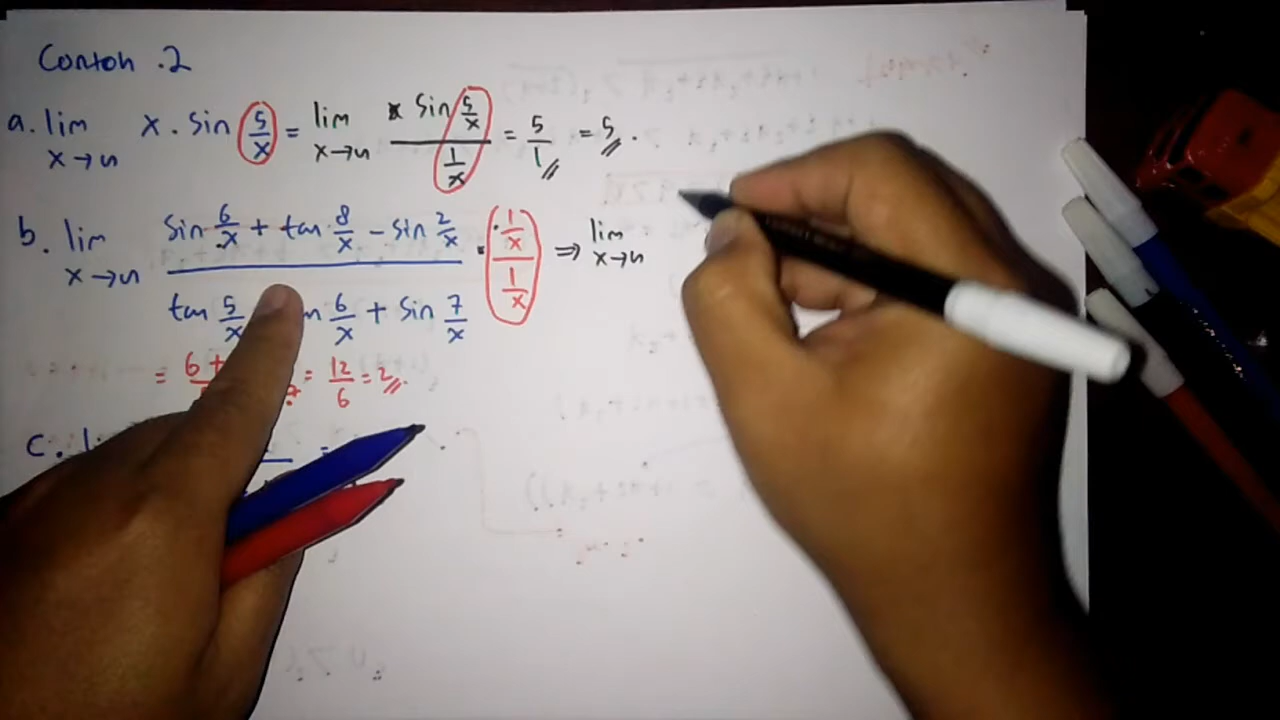 Contoh .2
a. lim x→n x . sin 5/x = lim x→n x sin 5/x / 1/x = 5/1 = 5 .
b. lim x→n sin 6/x + tan 8/x − sin 2/x / tan 5/x 6/x + sin 7/x . 1/x / 1/x ⇒ lim x→n
= 6 + = 12/6 = 2
c.